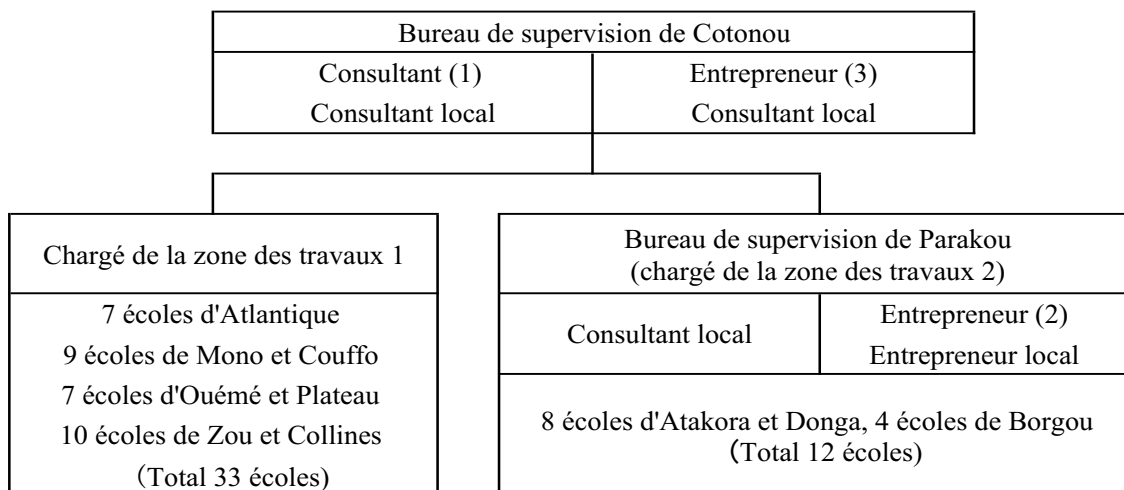 Bureau de supervision de Cotonou
Consultant (1)
Consultant local
Entrepreneur (3)
Consultant local
Chargé de la zone des travaux 1
7 écoles d'Atlantique
9 écoles de Mono et Couffo
7 écoles d'Ouémé et Plateau
10 écoles de Zou et Collines
(Total 33 écoles)
Bureau de supervision de Parakou
(chargé de la zone des travaux 2)
Consultant local
Entrepreneur (2)
Entrepreneur local
8 écoles d'Atakora et Donga, 4 écoles de Borgou
(Total 12 écoles)